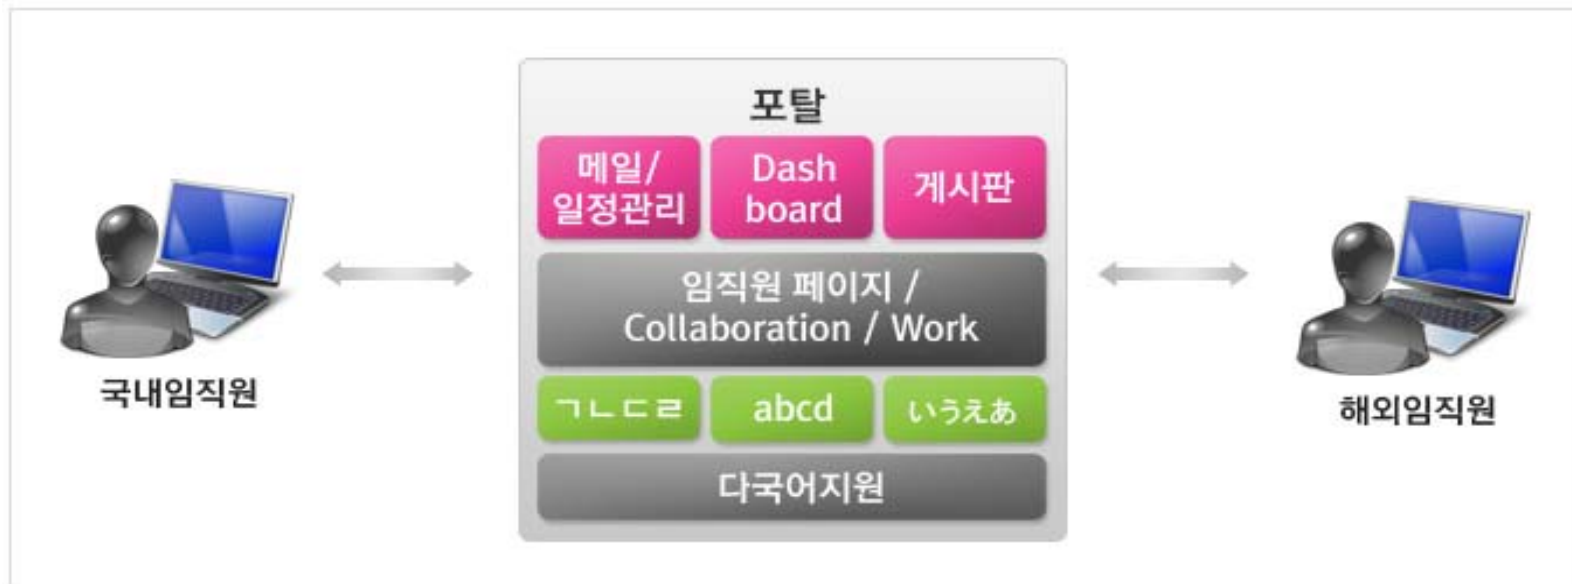 포탈
메일/
일정관리
Dash
board
게시판
임직원 페이지 /
Collaboration / Work
ㄱㄴㄷㄹ
abcd
いうえあ
다국어지원
국내임직원
해외임직원